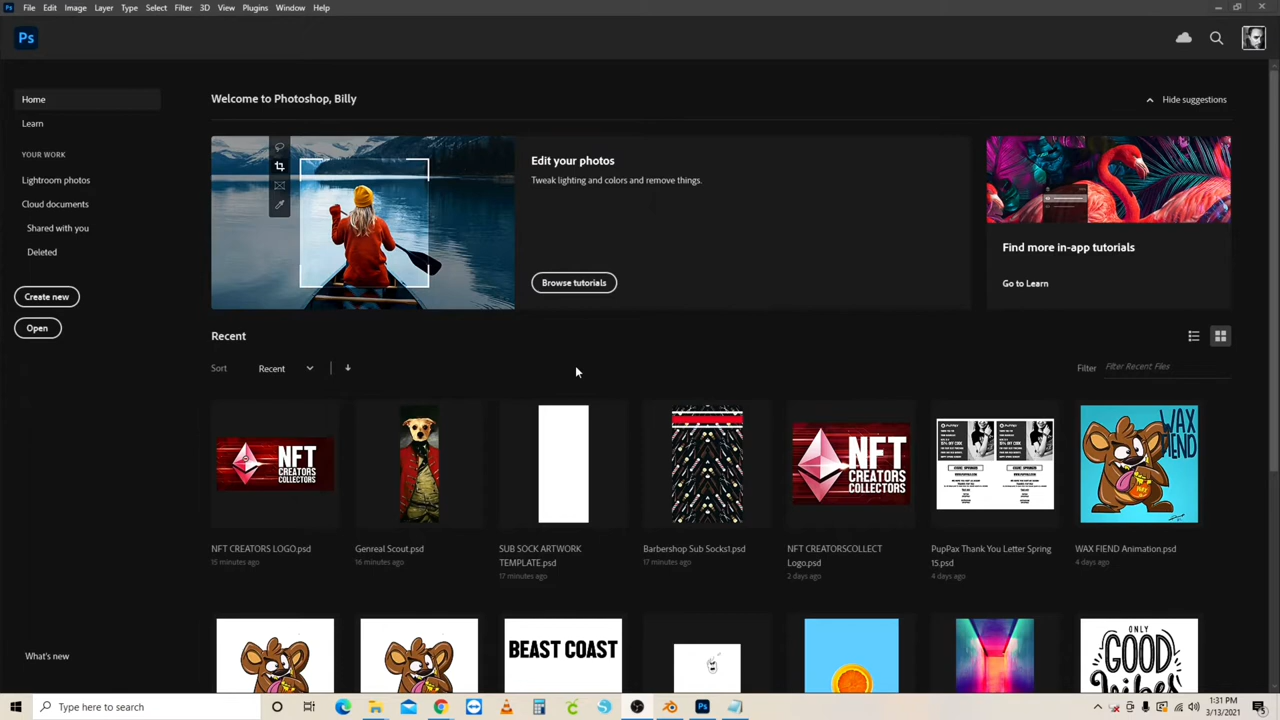 Ps File Edit Image Layer Type Select Filter 3D View Plugins Window Help
Ps
Home
Learn
YOUR WORK
Lightroom photos
Cloud documents
Shared with you
Deleted
Create new
Open
What's new
Welcome to Photoshop, Billy
Hide suggestions
Edit your photos
Tweak lighting and colors and remove things.
Browse tutorials
Find more in-app tutorials
Go to Learn
Recent
Sort Recent
Filter Filter Recent Files
NFT
CREATORS
COLLECTORS
NFT
CREATORS
COLLECTORS
WAX
FIEND
NFT CREATORS LOGO.psd
15 minutes ago
Genreal Scout.psd
16 minutes ago
SUB SOCK ARTWORK
TEMPLATE.psd
17 minutes ago
Barbershop Sub Socks1.psd
17 minutes ago
NFT CREATORSCOLLECT
Logo.psd
2 days ago
PupPax Thank You Letter Spring
15.psd
4 days ago
WAX FIEND Animation.psd
4 days ago
BEAST COAST
ONLY
GOOD
Vibes
Type here to search
1:31 PM
3/13/2021